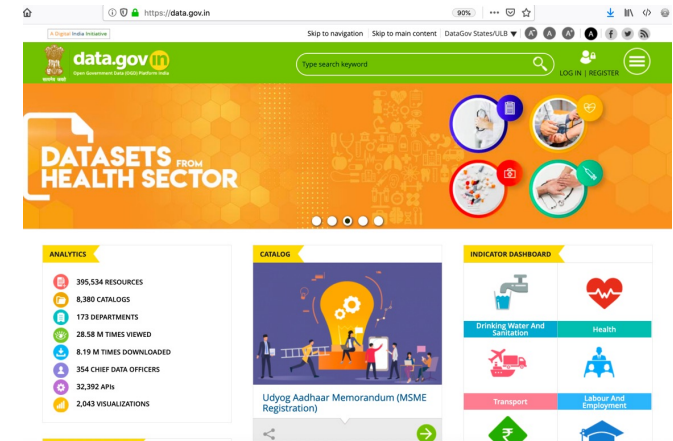 https://data.gov.in
90%
A Digital India Initiative
Skip to navigation
Skip to main content
DataGov States/ULB ▼
A
data.gov in
Open Government Data (OGD) Platform India
Type search keyword
LOG IN | REGISTER
DATASETS FROM
HEALTH SECTOR
ANALYTICS
395,534 RESOURCES
8,380 CATALOGS
173 DEPARTMENTS
28.58 M TIMES VIEWED
8.19 M TIMES DOWNLOADED
354 CHIEF DATA OFFICERS
32,392 APIs
2,043 VISUALIZATIONS
CATALOG
Udyog Aadhaar Memorandum (MSME
Registration)
INDICATOR DASHBOARD
Drinking Water And
Sanitation
Health
Transport
Labour And
Employment